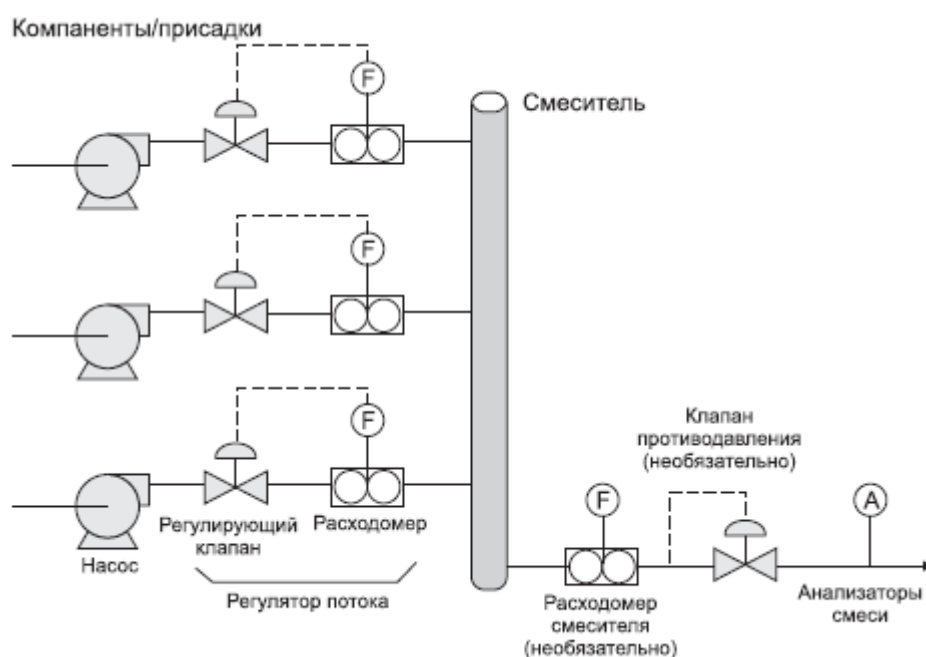 Компоненты/присадки
F
Смеситель
F
F
Клапан
противодавления
(необязательно)
F
A
Насос
Регулирующий
клапан
Расходомер
Регулятор потока
Расходомер
смесителя
(необязательно)
Анализаторы
смеси